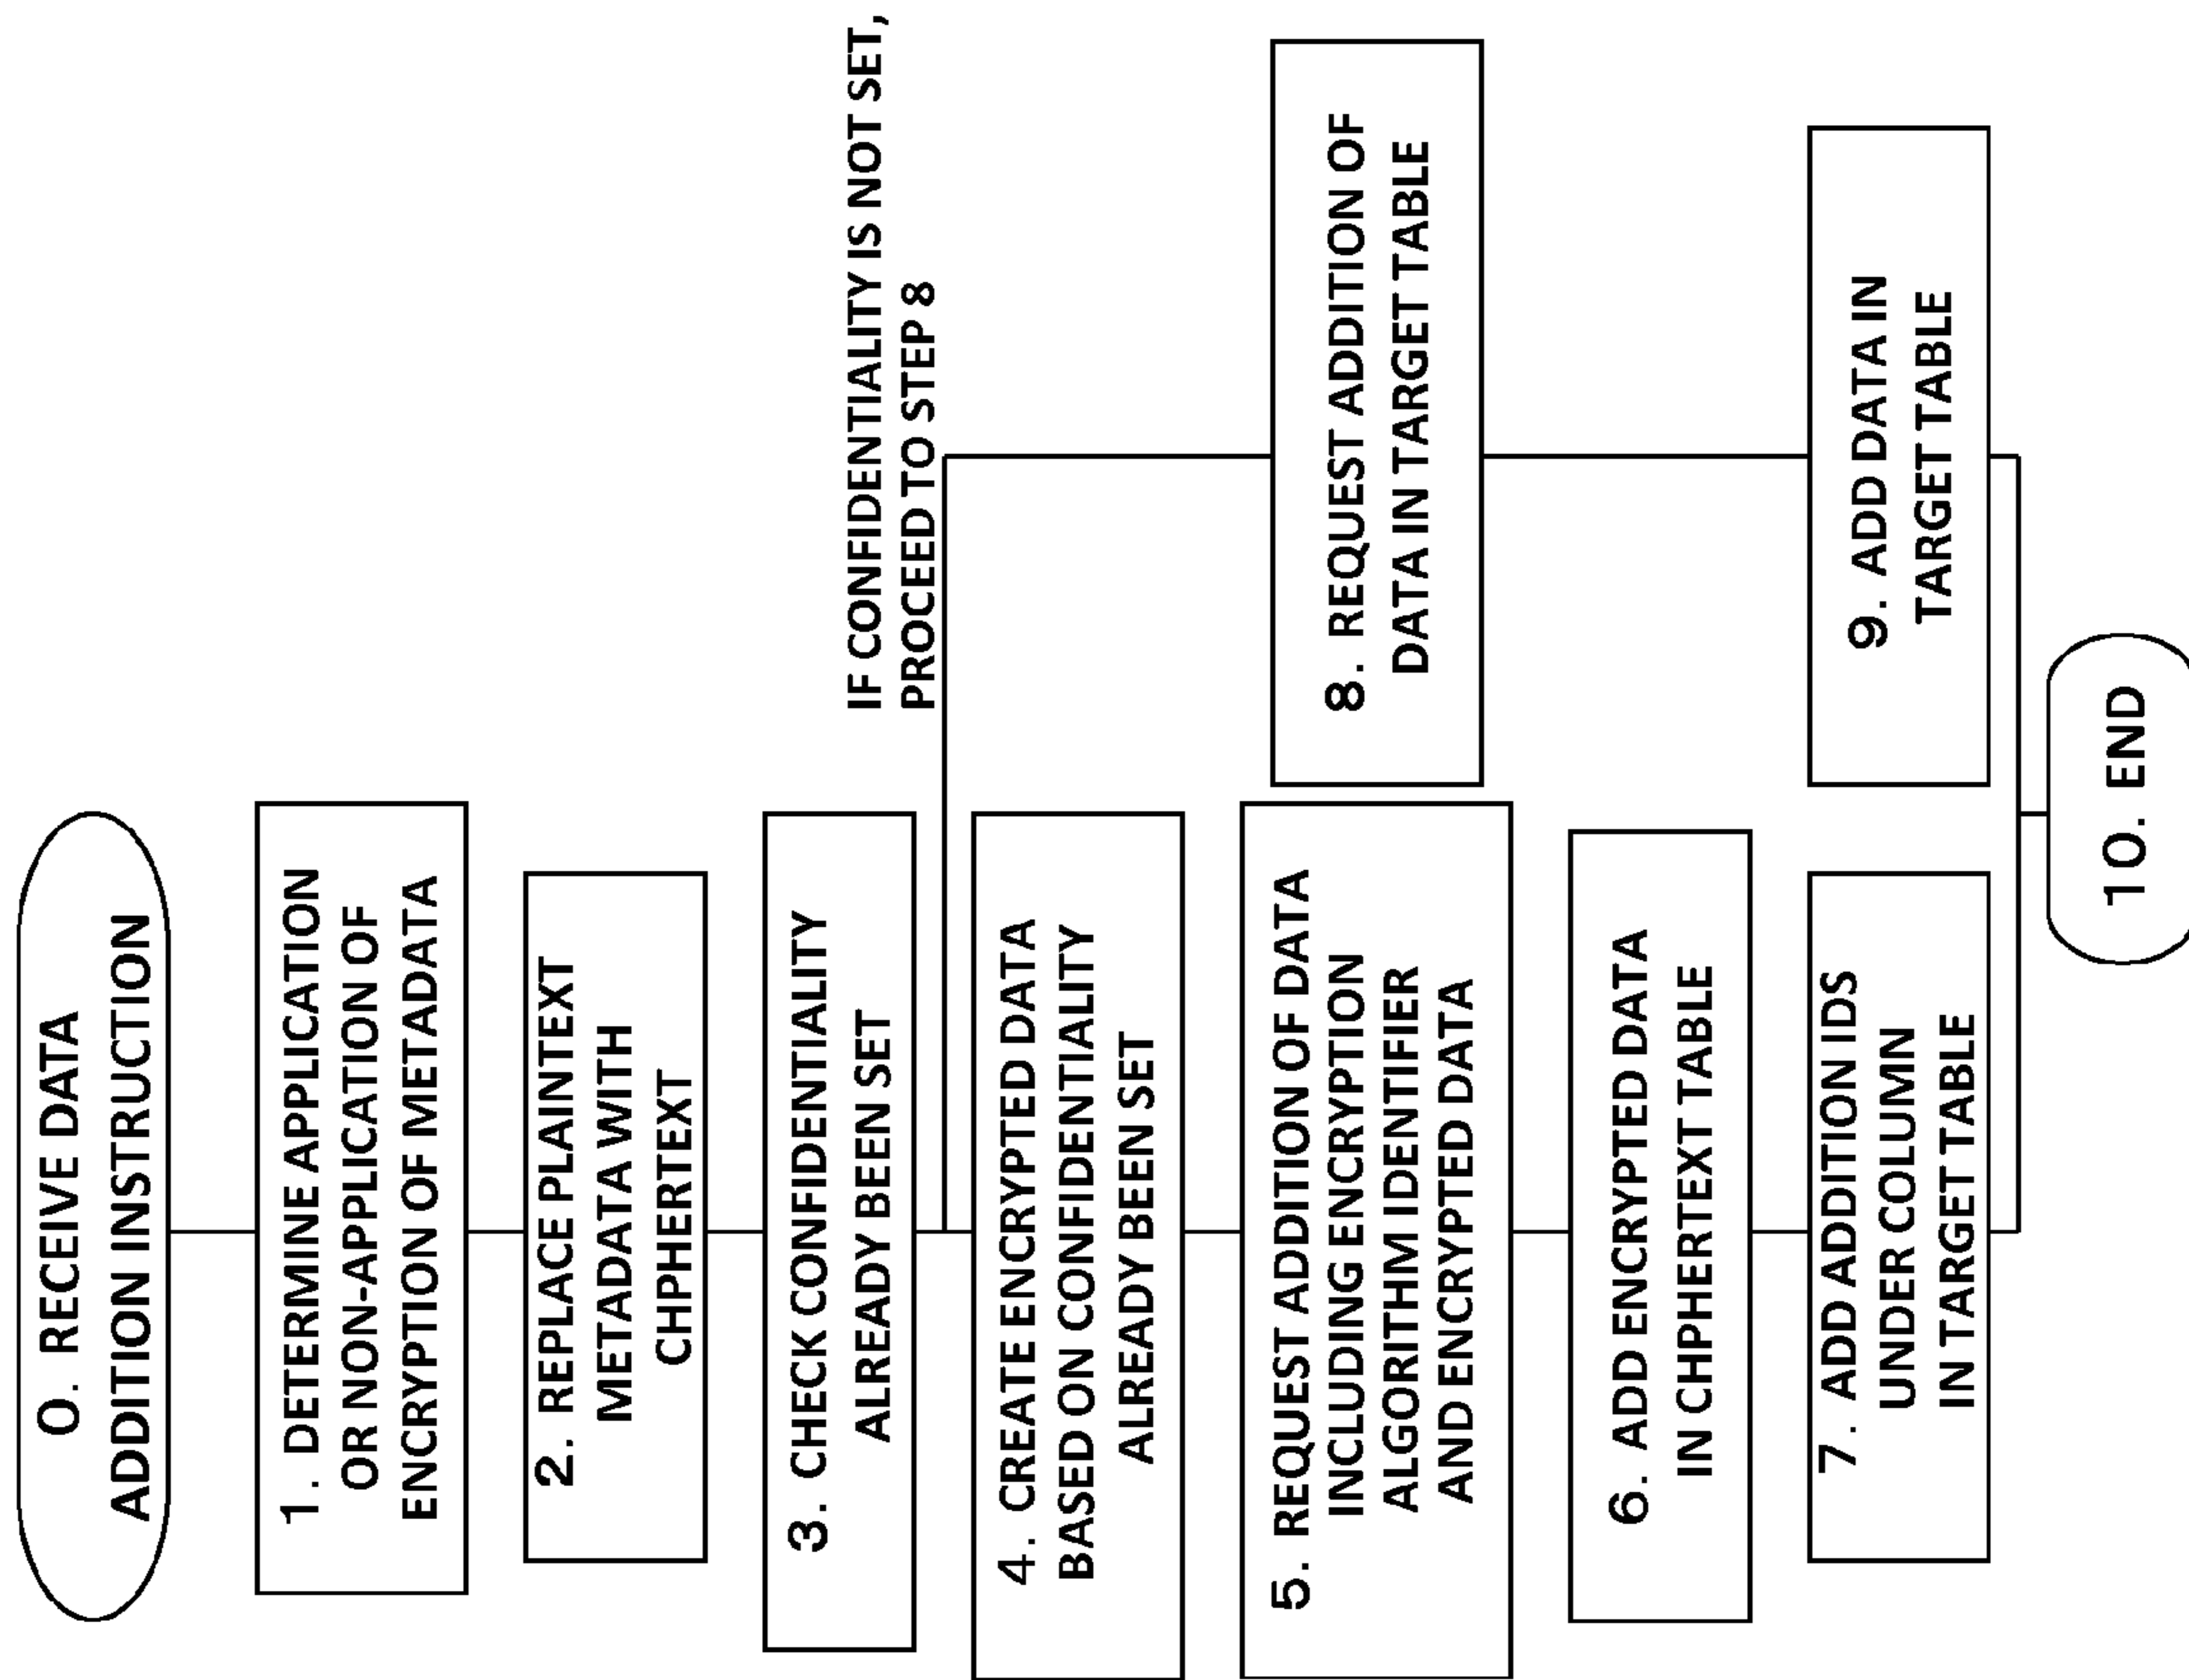 0. RECEIVE DATA
ADDITION INSTRUCTION
1. DETERMINE APPLICATION
OR NON-APPLICATION OF
ENCRYPTION OF METADATA
2. REPLACE PLAINTEXT
METADATA WITH
CHPHERTEXT
3. CHECK CONFIDENTIALITY
ALREADY BEEN SET
IF CONFIDENTIALITY IS NOT SET,
PROCEED TO STEP 8
4. CREATE ENCRYPTED DATA
BASED ON CONFIDENTIALITY
ALREADY BEEN SET
5. REQUEST ADDITION OF DATA
INCLUDING ENCRYPTION
ALGORITHM IDENTIFIER
AND ENCRYPTED DATA
6. ADD ENCRYPTED DATA
IN CHPHERTEXT TABLE
7. ADD ADDITION IDS
UNDER COLUMN
IN TARGET TABLE
8. REQUEST ADDITION OF
DATA IN TARGET TABLE
9. ADD DATA IN
TARGET TABLE
10. END